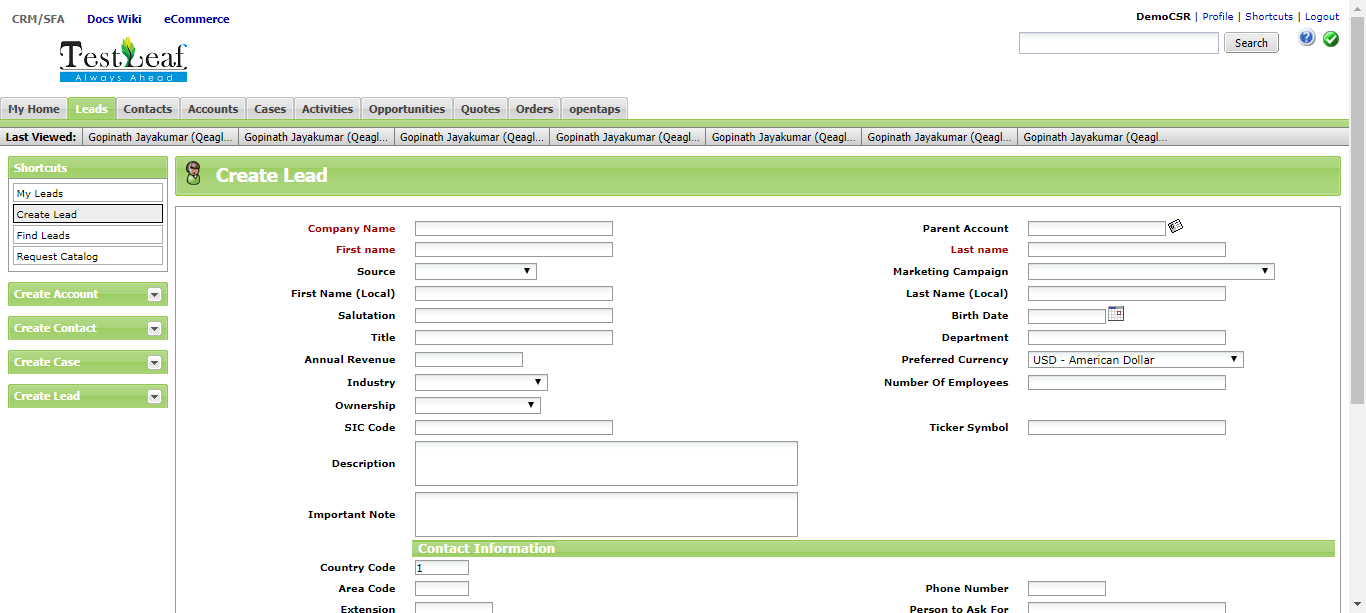 CRM/SFA Docs Wiki eCommerce
DemoCSR | Profile | Shortcuts | Logout
TestLeaf
Always Ahead
Search
My Home Leads Contacts Accounts Cases Activities Opportunities Quotes Orders opentaps
Last Viewed: Gopinath Jayakumar (Qeagl... Gopinath Jayakumar (Qeagl... Gopinath Jayakumar (Qeagl... Gopinath Jayakumar (Qeagl... Gopinath Jayakumar (Qeagl... Gopinath Jayakumar (Qeagl... Gopinath Jayakumar (Qeagl...
Shortcuts
My Leads
Create Lead
Find Leads
Request Catalog
Create Account
Create Contact
Create Case
Create Lead
Create Lead
Company Name Parent Account
First name Last name
Source Marketing Campaign
First Name (Local) Last Name (Local)
Salutation Birth Date
Title Department
Annual Revenue Preferred Currency USD - American Dollar
Industry Number Of Employees
Ownership
SIC Code Ticker Symbol
Description
Important Note
Contact Information
Country Code 1
Area Code Phone Number
Extension Person to Ask For